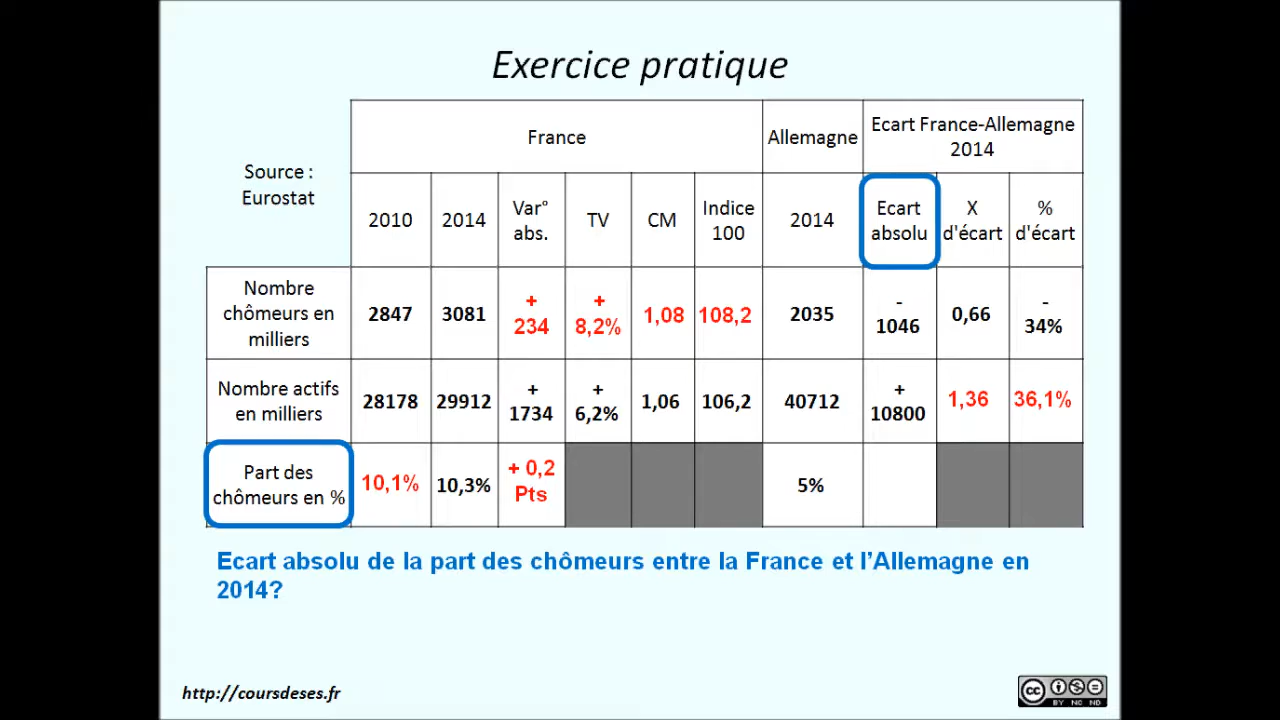 Exercice pratique
Source :
Eurostat
France
Allemagne
Ecart France-Allemagne
2014
2010
2014
Var°
abs.
TV
CM
Indice
100
2014
Ecart
absolu
X
d'écart
%
d'écart
Nombre
chômeurs en
milliers
2847
3081
+
234
+
8,2%
1,08
108,2
2035
-
1046
0,66
-
34%
Nombre actifs
en milliers
28178
29912
+
1734
+
6,2%
1,06
106,2
40712
+
10800
1,36
36,1%
Part des
chômeurs en %
10,1%
10,3%
+ 0,2
Pts
5%
Ecart absolu de la part des chômeurs entre la France et l’Allemagne en
2014?
http://coursdeses.fr
cc
BY NC ND